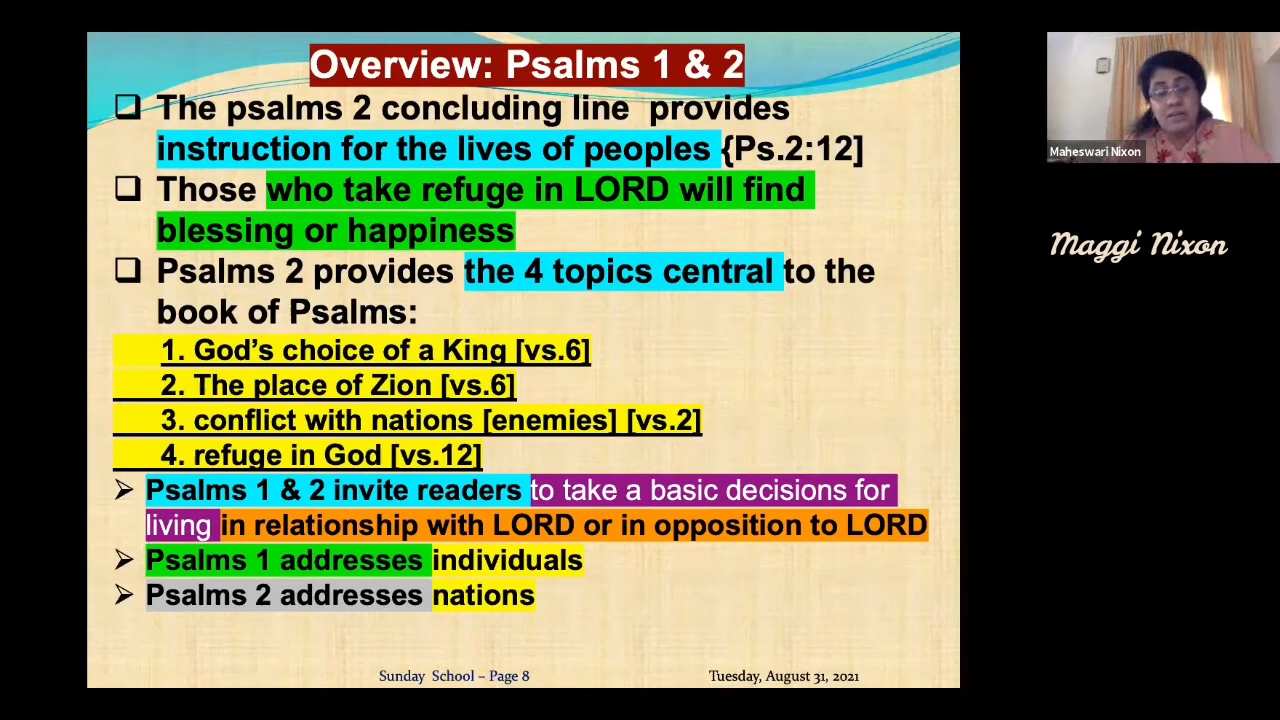 Overview: Psalms 1 & 2
The psalms 2 concluding line provides
instruction for the lives of peoples {Ps.2:12]
Those who take refuge in LORD will find
blessing or happiness
Psalms 2 provides the 4 topics central to the
book of Psalms:
1. God's choice of a King [vs.6]
2. The place of Zion [vs.6]
3. conflict with nations [enemies] [vs.2]
4. refuge in God [vs.12]
Psalms 1 & 2 invite readers to take a basic decisions for
living in relationship with LORD or in opposition to LORD
Psalms 1 addresses individuals
Psalms 2 addresses nations
Sunday School – Page 8
Tuesday, August 31, 2021
Maheswari Nixon
Maggi Nixon